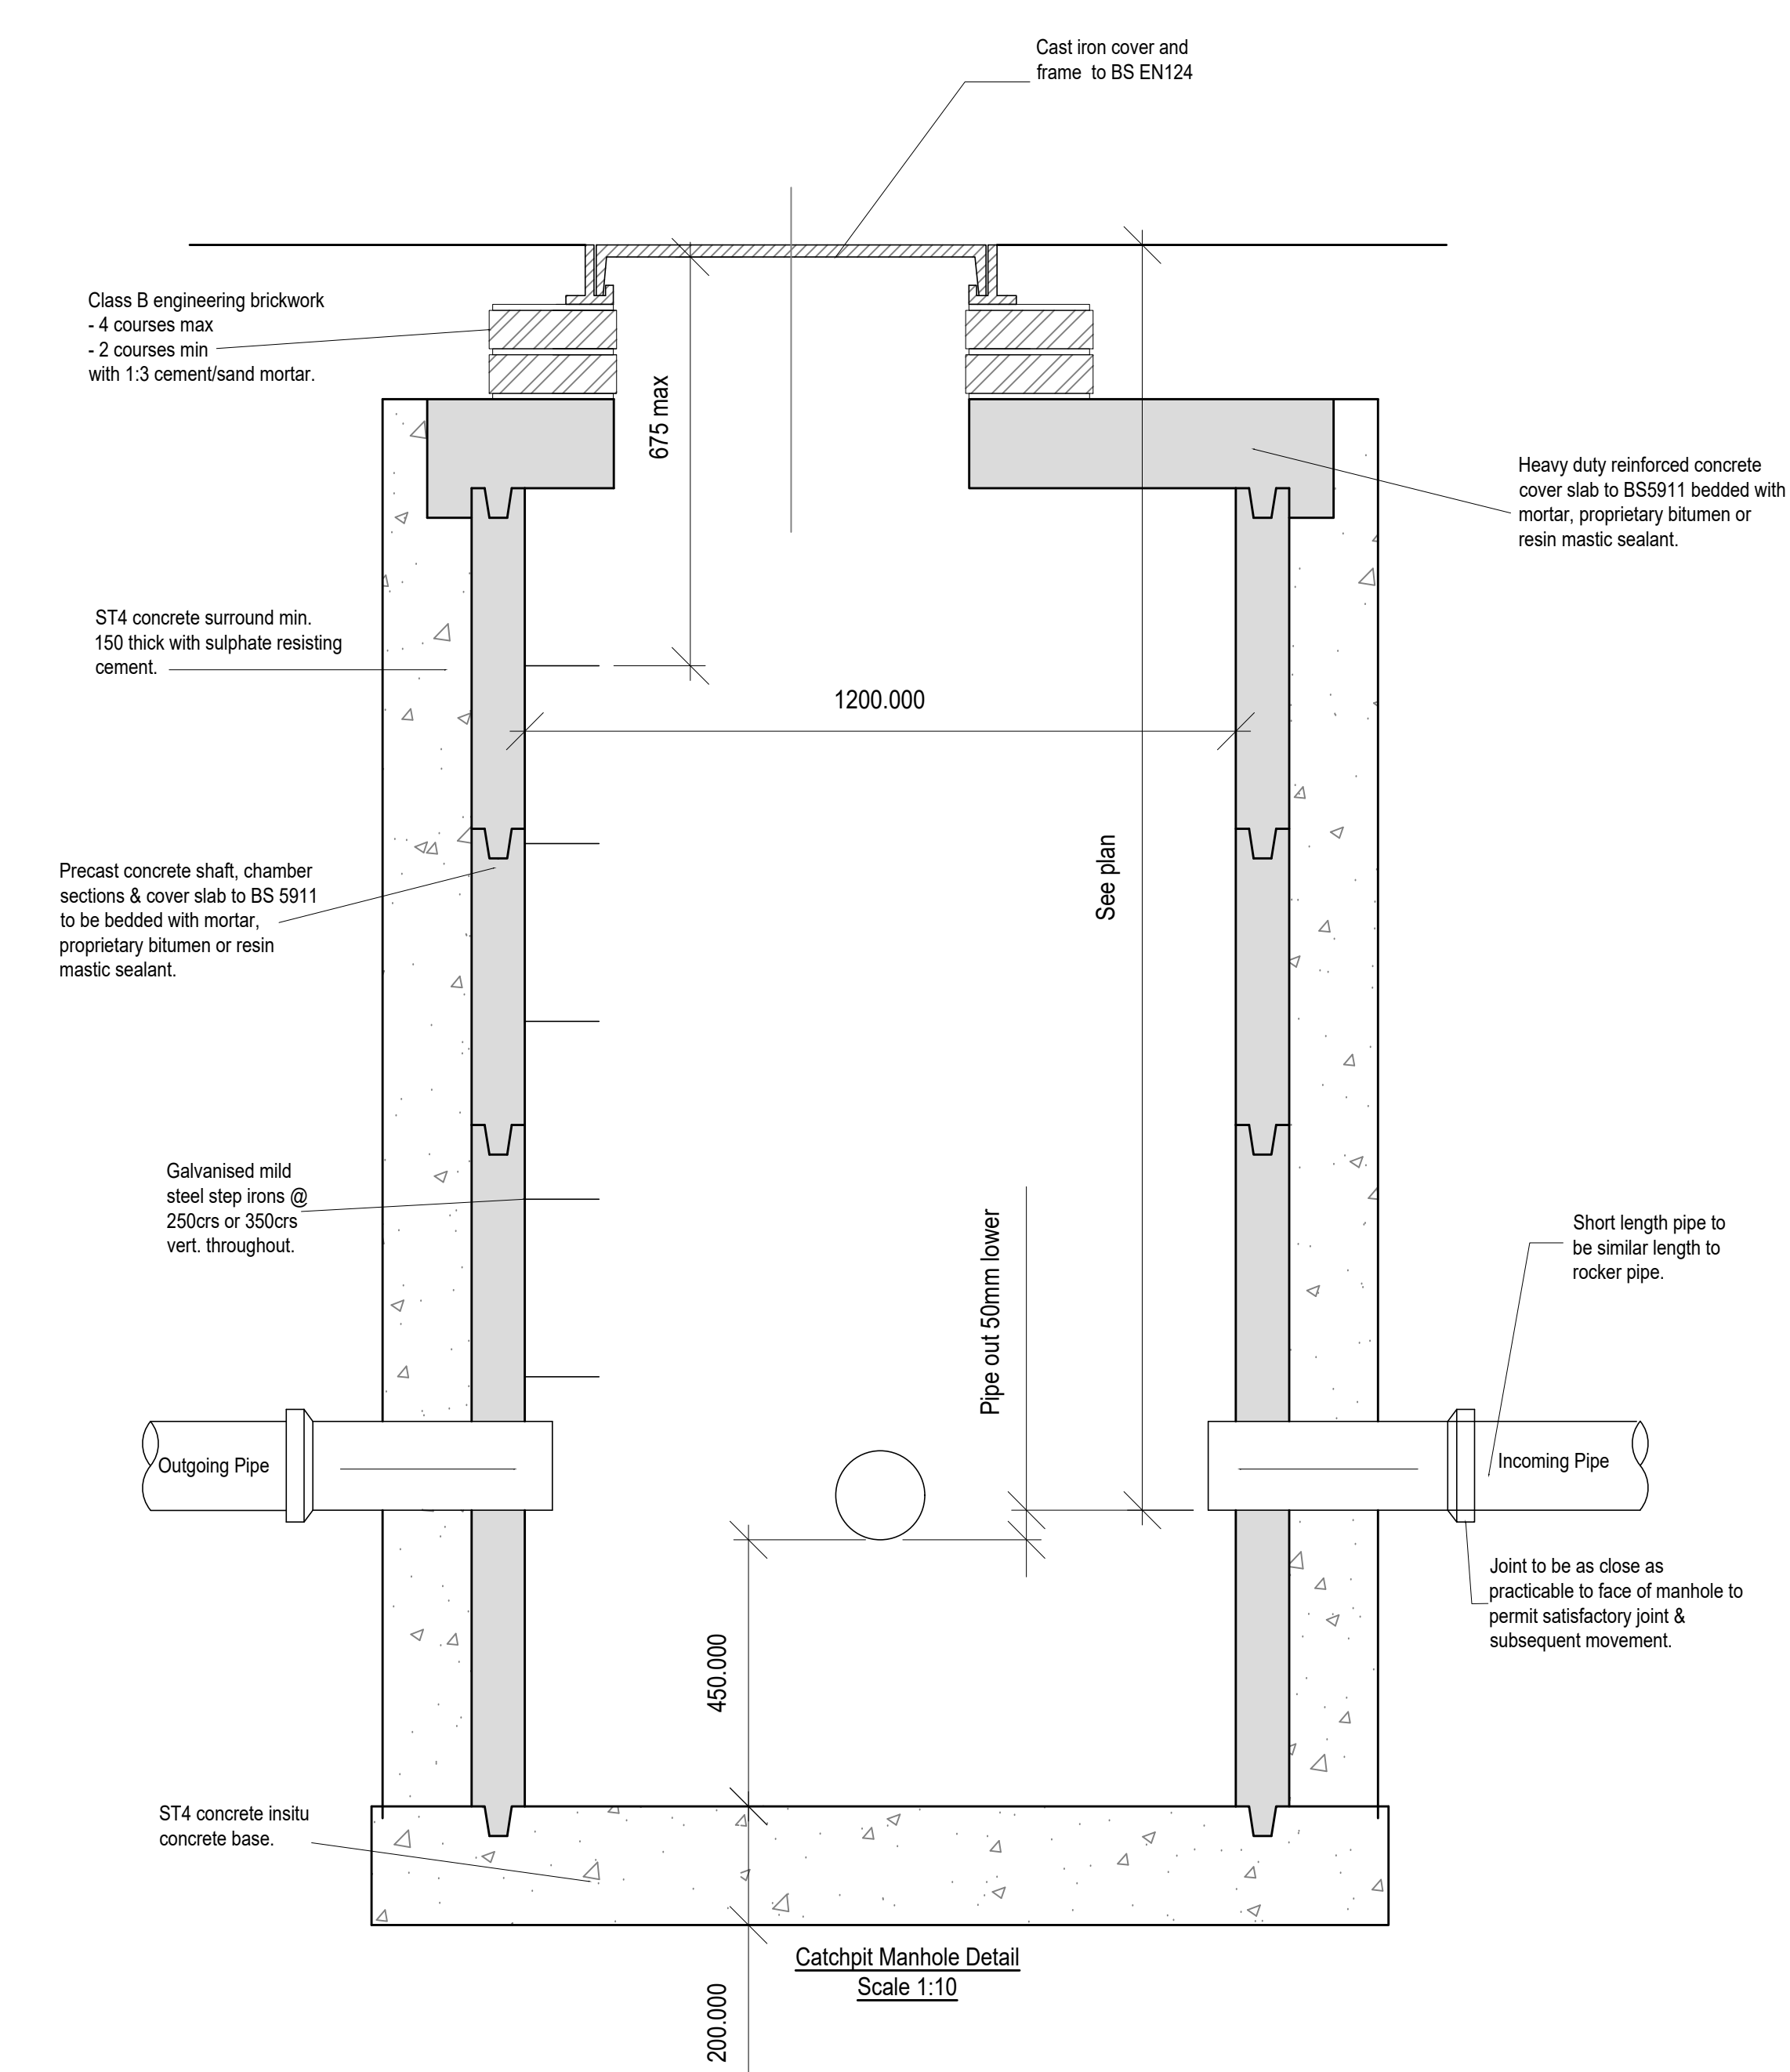 Cast iron cover and
frame to BS EN124
Class B engineering brickwork
- 4 courses max
- 2 courses min
with 1:3 cement/sand mortar.
675 max
Heavy duty reinforced concrete
cover slab to BS5911 bedded with
mortar, proprietary bitumen or
resin mastic sealant.
ST4 concrete surround min.
150 thick with sulphate resisting
cement.
1200.000
See plan
Precast concrete shaft, chamber
sections & cover slab to BS 5911
to be bedded with mortar,
proprietary bitumen or resin
mastic sealant.
Galvanised mild
steel step irons @
250crs or 350crs
vert. throughout.
Pipe out 50mm lower
Short length pipe to
be similar length to
rocker pipe.
Outgoing Pipe
Incoming Pipe
Joint to be as close as
practicable to face of manhole to
permit satisfactory joint &
subsequent movement.
450.000
ST4 concrete insitu
concrete base.
Catchpit Manhole Detail
Scale 1:10
200.000